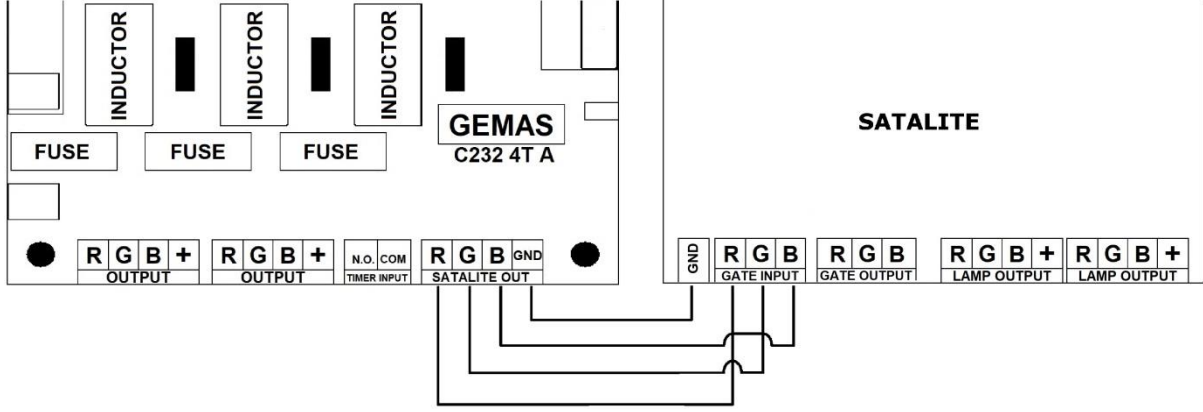 INDUCTOR INDUCTOR INDUCTOR
GEMAS
C232 4T A
FUSE FUSE FUSE
SATALITE
R G B + R G B + N.O. COM R G B GND
OUTPUT OUTPUT TIMER INPUT SATALITE OUT
GND R G B R G B R G B + R G B +
GATE INPUT GATE OUTPUT LAMP OUTPUT LAMP OUTPUT